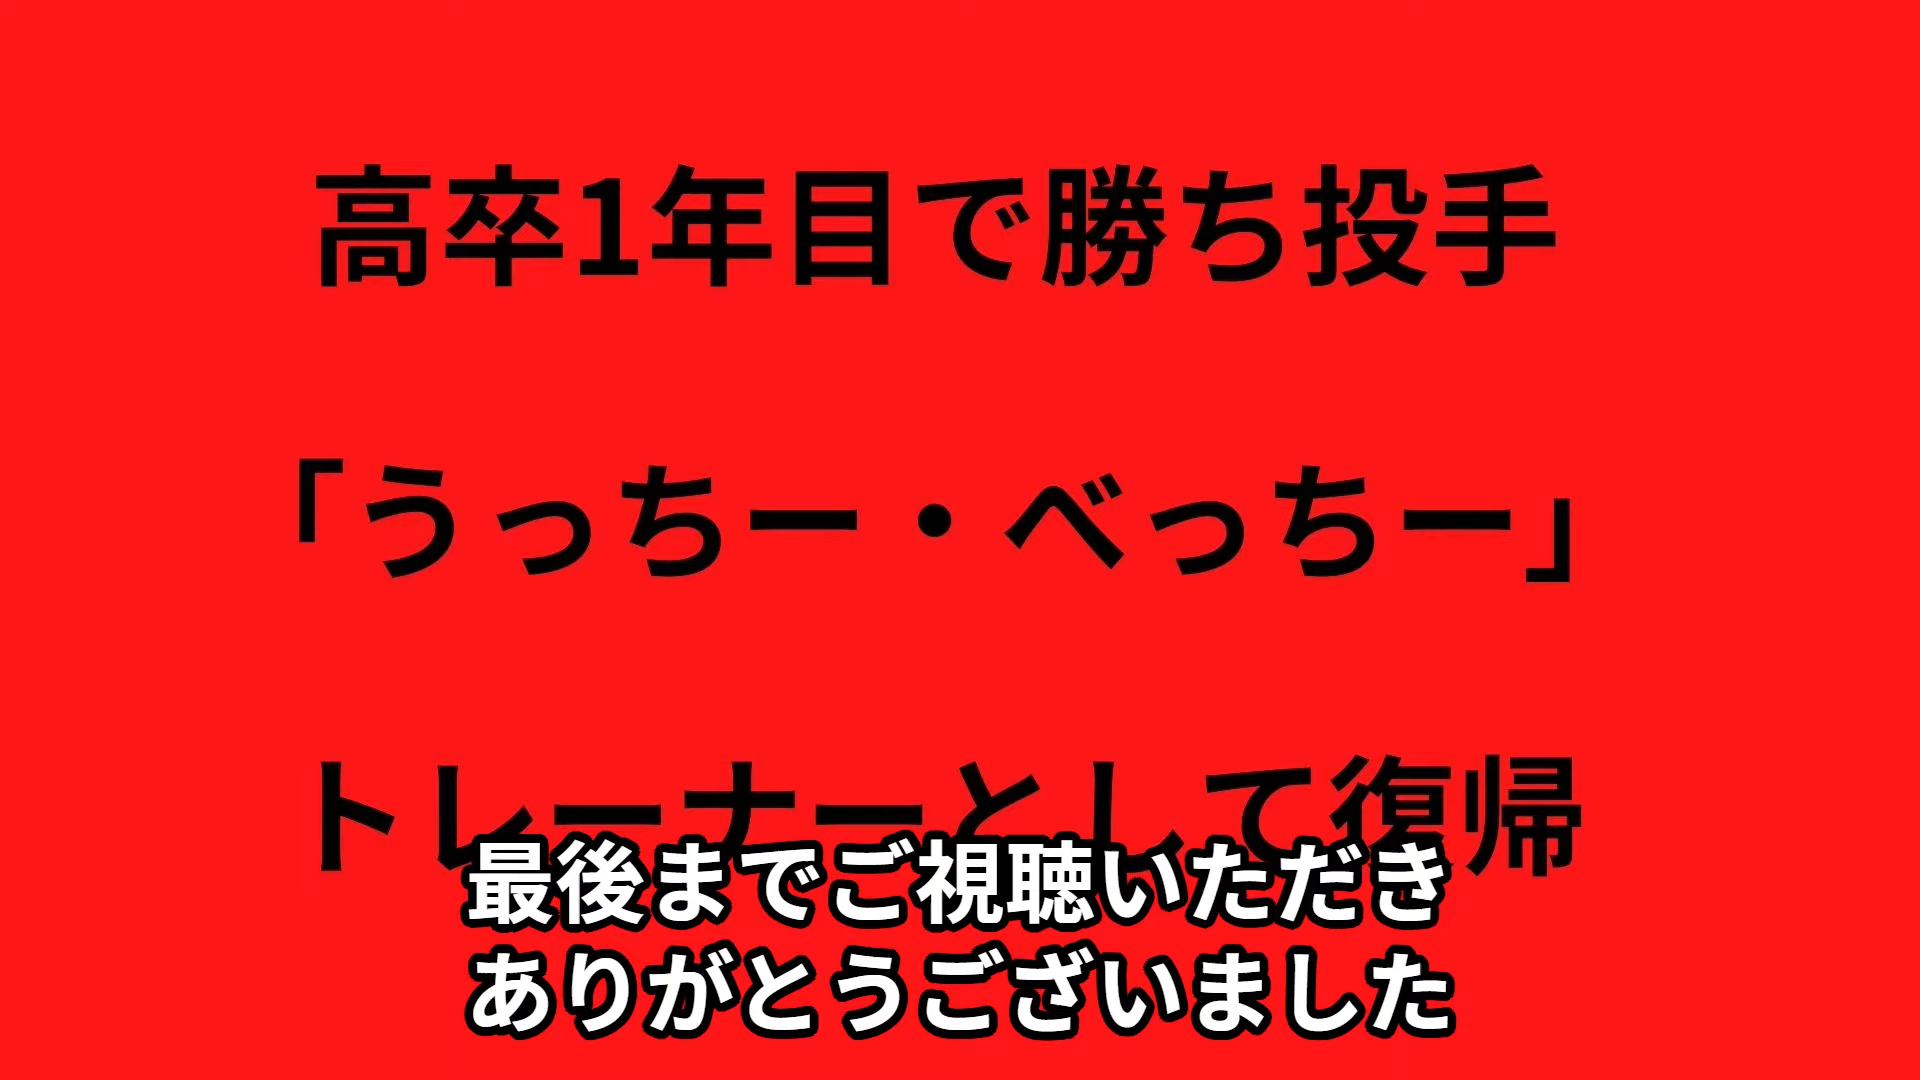 高卒1年目で勝ち投手
「うっちー・べっちー」
トレーナーとして復帰
最後までご視聴いただき
ありがとうございました